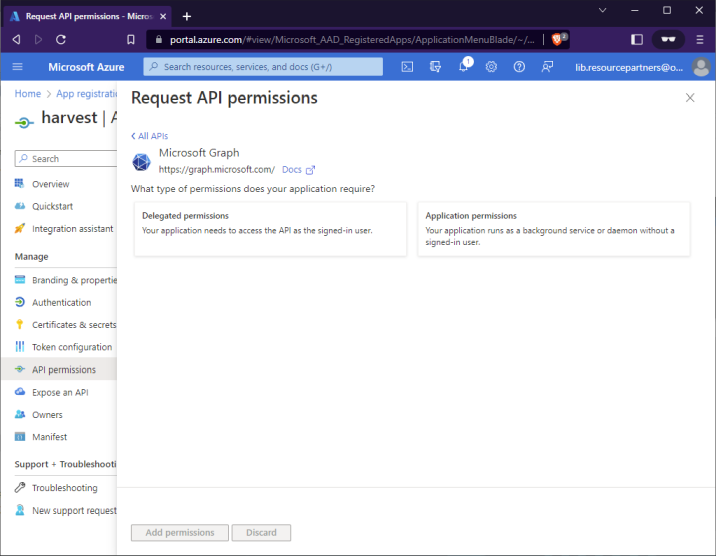 Request API permissions - Micros
portal.azure.com/#view/Microsoft_AAD_RegisteredApps/ApplicationMenuBlade/~/...
2
Microsoft Azure
Search resources, services, and docs (G+/)
1
lib.resourcepartners@o...
Home
App registratio
harvest | A
Search
Overview
Quickstart
Integration assistant
Manage
Branding & propertie
Authentication
Certificates & secrets
Token configuration
API permissions
Expose an API
Owners
Manifest
Support + Troubleshooti
Troubleshooting
New support request
Request API permissions
All APIs
Microsoft Graph
https://graph.microsoft.com/ Docs
What type of permissions does your application require?
Delegated permissions
Your application needs to access the API as the signed-in user.
Application permissions
Your application runs as a background service or daemon without a
signed-in user.
Add permissions
Discard